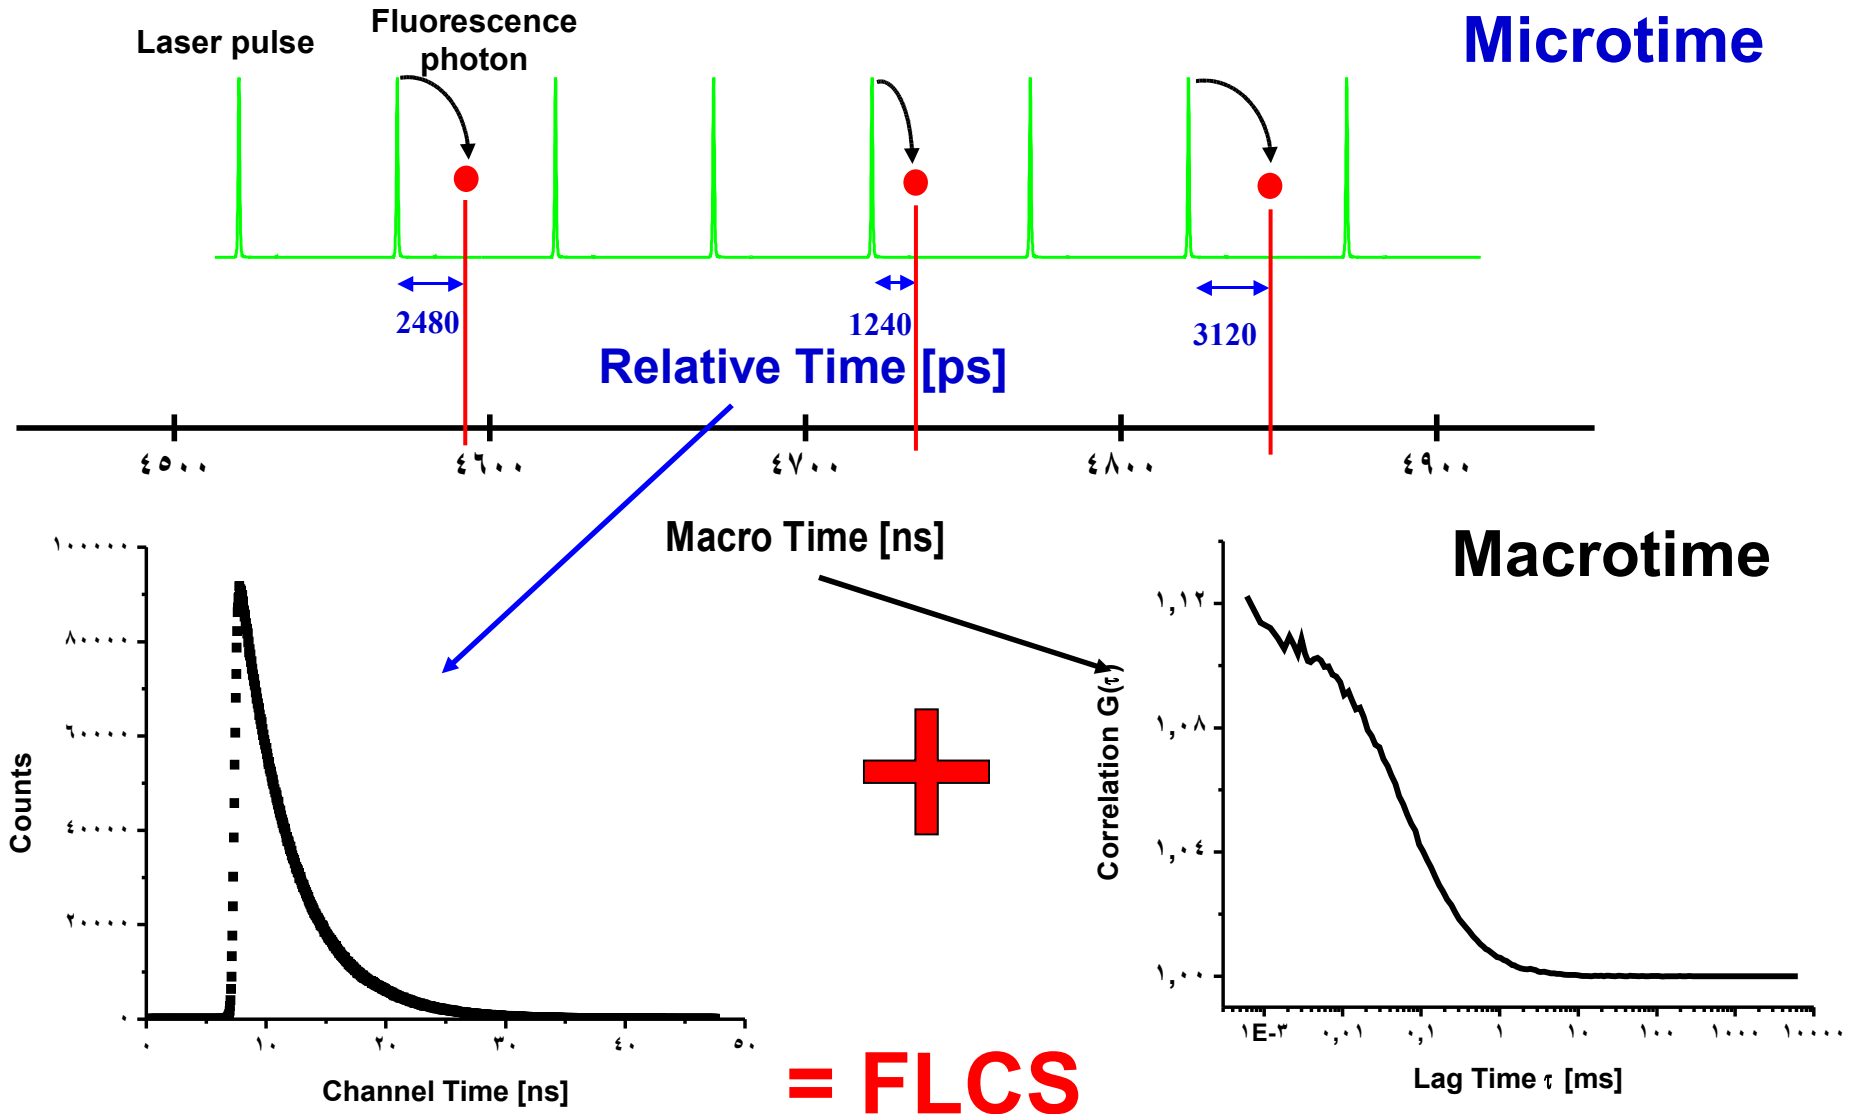 Microtime
Laser pulse
Fluorescence
photon
2480
1240
3120
Relative Time [ps]
٤٥٠٠
٤٦٠٠
٤٧٠٠
٤٨٠٠
٤٩٠٠
Macro Time [ns]
Macrotime
١٠٠٠٠٠
٨٠٠٠٠
٦٠٠٠٠
٤٠٠٠٠
٢٠٠٠٠
٠
Counts
٠
١٠
٢٠
٣٠
٤٠
٥٠
Channel Time [ns]
١,١٢
١,٠٨
١,٠٤
١,٠٠
Correlation G(τ)
١E-٣
٠,٠١
٠,١
١
١٠
١٠٠
١٠٠٠
١٠٠٠٠
Lag Time τ [ms]
= FLCS